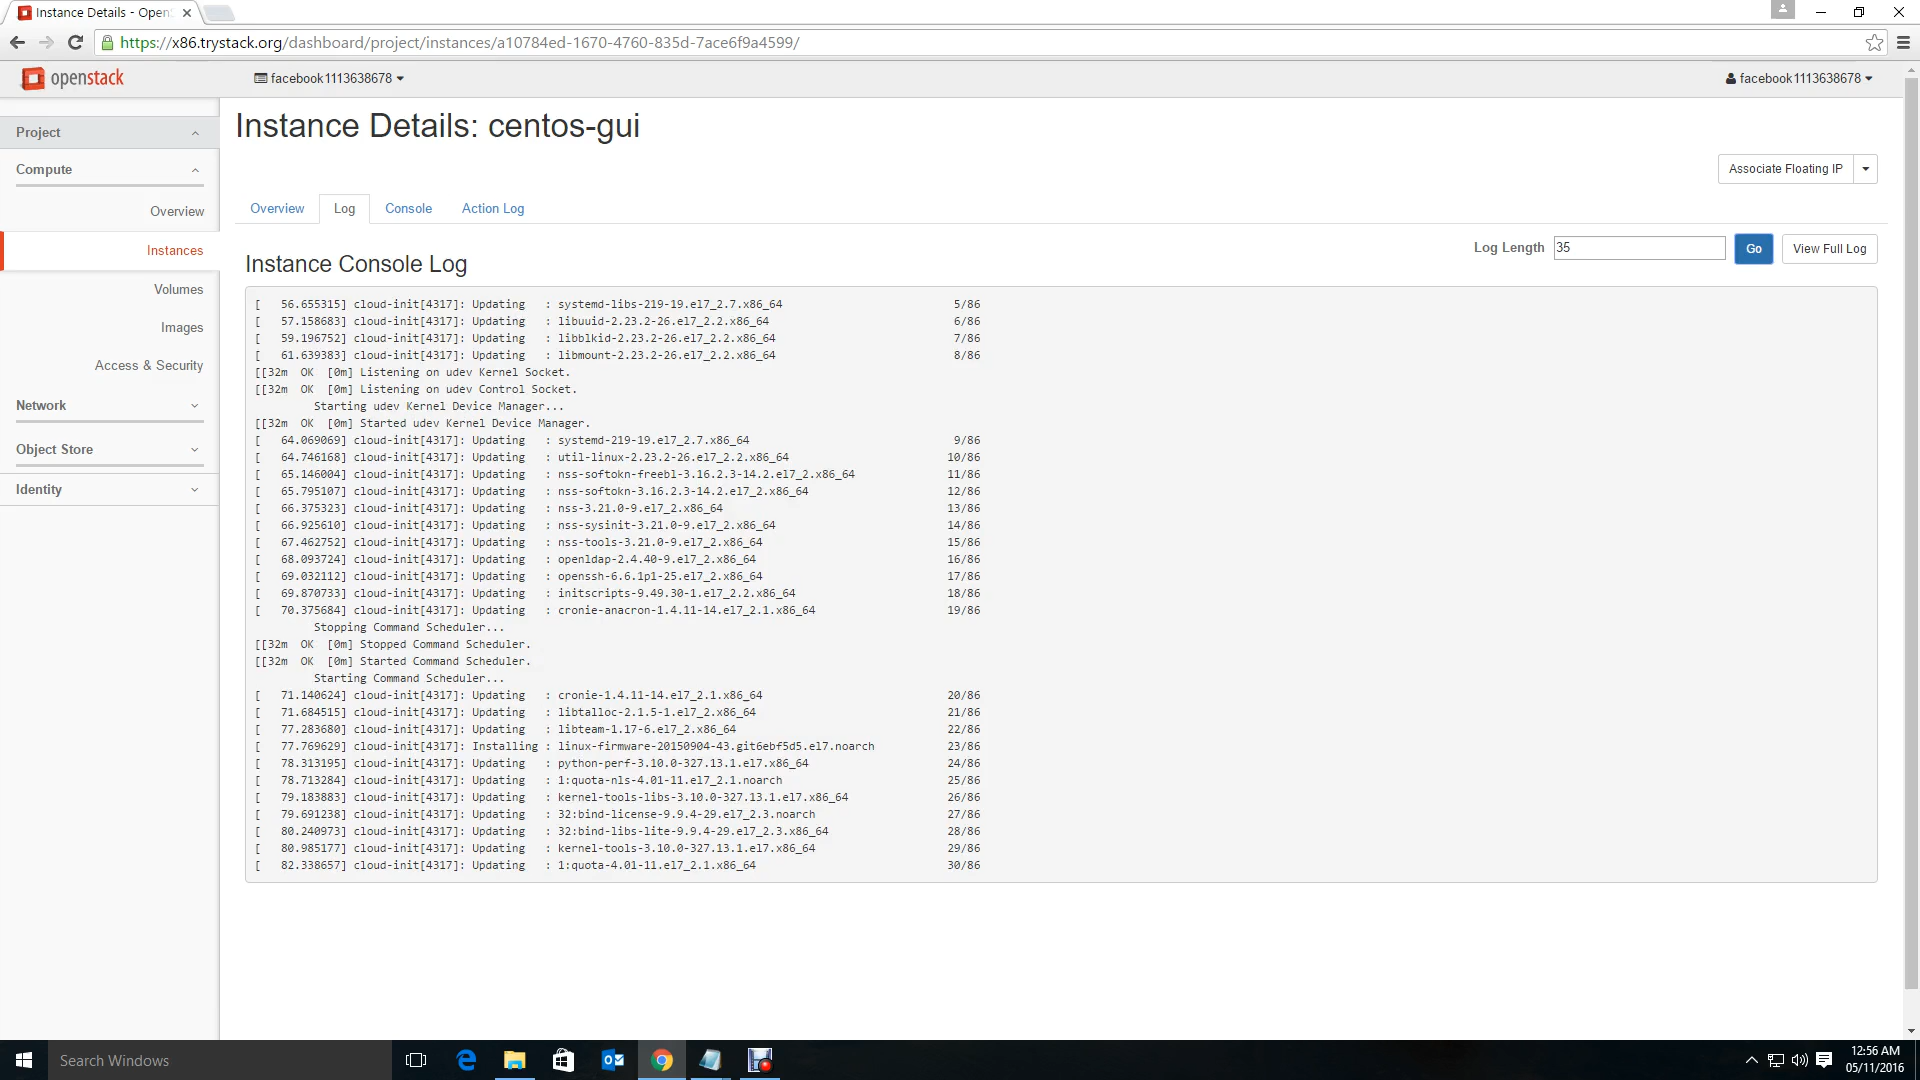 Instance Details - Open
https://x86.trystack.org/dashboard/project/instances/a10784ed-1670-4760-835d-7ace6f9a4599/
openstack
facebook1113638678
facebook1113638678
Project
Compute
Overview
Instances
Volumes
Images
Access & Security
Network
Object Store
Identity
Instance Details: centos-gui
Associate Floating IP
Overview Log Console Action Log
Instance Console Log
Log Length 35 Go View Full Log
[   56.655315] cloud-init[4317]: Updating   : systemd-libs-219-19.el7_2.7.x86_64                          5/86
[   57.158683] cloud-init[4317]: Updating   : libuuid-2.23.2-26.el7_2.2.x86_64                            6/86
[   59.196752] cloud-init[4317]: Updating   : libblkid-2.23.2-26.el7_2.2.x86_64                           7/86
[   61.639383] cloud-init[4317]: Updating   : libmount-2.23.2-26.el7_2.2.x86_64                           8/86
[[32m  OK  [0m] Listening on udev Kernel Socket.
[[32m  OK  [0m] Listening on udev Control Socket.
         Starting udev Kernel Device Manager...
[[32m  OK  [0m] Started udev Kernel Device Manager.
[   64.069069] cloud-init[4317]: Updating   : systemd-219-19.el7_2.7.x86_64                               9/86
[   64.746168] cloud-init[4317]: Updating   : util-linux-2.23.2-26.el7_2.2.x86_64                        10/86
[   65.146004] cloud-init[4317]: Updating   : nss-softokn-freebl-3.16.2.3-14.2.el7_2.x86_64              11/86
[   65.795107] cloud-init[4317]: Updating   : nss-softokn-3.16.2.3-14.2.el7_2.x86_64                     12/86
[   66.375323] cloud-init[4317]: Updating   : nss-3.21.0-9.el7_2.x86_64                                  13/86
[   66.925610] cloud-init[4317]: Updating   : nss-sysinit-3.21.0-9.el7_2.x86_64                          14/86
[   67.462752] cloud-init[4317]: Updating   : nss-tools-3.21.0-9.el7_2.x86_64                            15/86
[   68.093724] cloud-init[4317]: Updating   : openldap-2.4.40-9.el7_2.x86_64                             16/86
[   69.032112] cloud-init[4317]: Updating   : openssh-6.6.1p1-25.el7_2.x86_64                            17/86
[   69.870733] cloud-init[4317]: Updating   : initscripts-9.49.30-1.el7_2.2.x86_64                       18/86
[   70.375684] cloud-init[4317]: Updating   : cronie-anacron-1.4.11-14.el7_2.1.x86_64                    19/86
         Stopping Command Scheduler...
[[32m  OK  [0m] Stopped Command Scheduler.
[[32m  OK  [0m] Started Command Scheduler.
         Starting Command Scheduler...
[   71.140624] cloud-init[4317]: Updating   : cronie-1.4.11-14.el7_2.1.x86_64                            20/86
[   71.684515] cloud-init[4317]: Updating   : libtalloc-2.1.5-1.el7_2.x86_64                             21/86
[   77.283680] cloud-init[4317]: Updating   : libteam-1.17-6.el7_2.x86_64                                22/86
[   77.769629] cloud-init[4317]: Installing : linux-firmware-20150904-43.git6ebf5d5.el7.noarch           23/86
[   78.313195] cloud-init[4317]: Updating   : python-perf-3.10.0-327.13.1.el7.x86_64                     24/86
[   78.713284] cloud-init[4317]: Updating   : 1:quota-nls-4.01-11.el7_2.1.noarch                         25/86
[   79.183883] cloud-init[4317]: Updating   : kernel-tools-libs-3.10.0-327.13.1.el7.x86_64               26/86
[   79.691238] cloud-init[4317]: Updating   : 32:bind-license-9.9.4-29.el7_2.3.noarch                    27/86
[   80.240973] cloud-init[4317]: Updating   : 32:bind-libs-lite-9.9.4-29.el7_2.3.x86_64                  28/86
[   80.985177] cloud-init[4317]: Updating   : kernel-tools-3.10.0-327.13.1.el7.x86_64                    29/86
[   82.338657] cloud-init[4317]: Updating   : 1:quota-4.01-11.el7_2.1.x86_64                             30/86
Search Windows
12:56 AM
05/11/2016